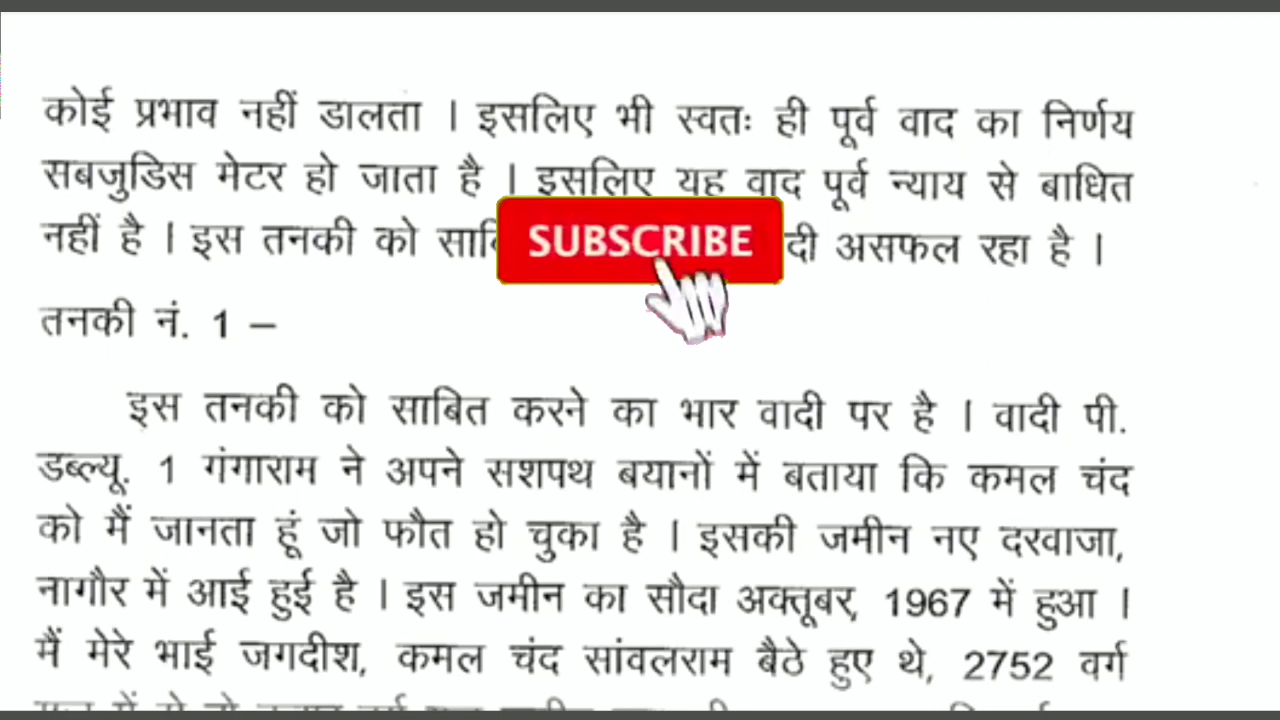 कोई प्रभाव नहीं डालता । इसलिए भी स्वतः ही पूर्व वाद का निर्णय
सबजुडिस मेटर हो जाता है । इसलिए यह वाद पूर्व न्याय से बाधित
नहीं है । इस तनकी को असफल रहा है ।
SUBSCRIBE
तनकी नं. 1 –
इस तनकी को साबित करने का भार वादी पर है । वादी पी.
डब्ल्यू. 1 गंगाराम ने अपने सशपथ बयानों में बताया कि कमल चंद
को मैं जानता हूं जो फौत हो चुका है । इसकी जमीन नए दरवाजा,
नागौर में आई हुई है । इस जमीन का सौदा अक्तूबर, 1967 में हुआ ।
मैं मेरे भाई जगदीश, कमल चंद सांवलराम बैठे हुए थे, 2752 वर्ग